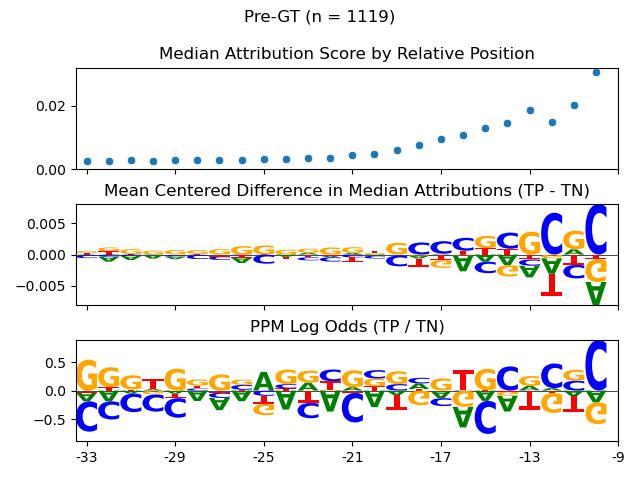 Pre-GT (n = 1119)
Median Attribution Score by Relative Position
0.02
0.00
Mean Centered Difference in Median Attributions (TP - TN)
0.005
0.000
−0.005
PPM Log Odds (TP / TN)
0.5
0.0
−0.5
-33 -29 -25 -21 -17 -13 -9